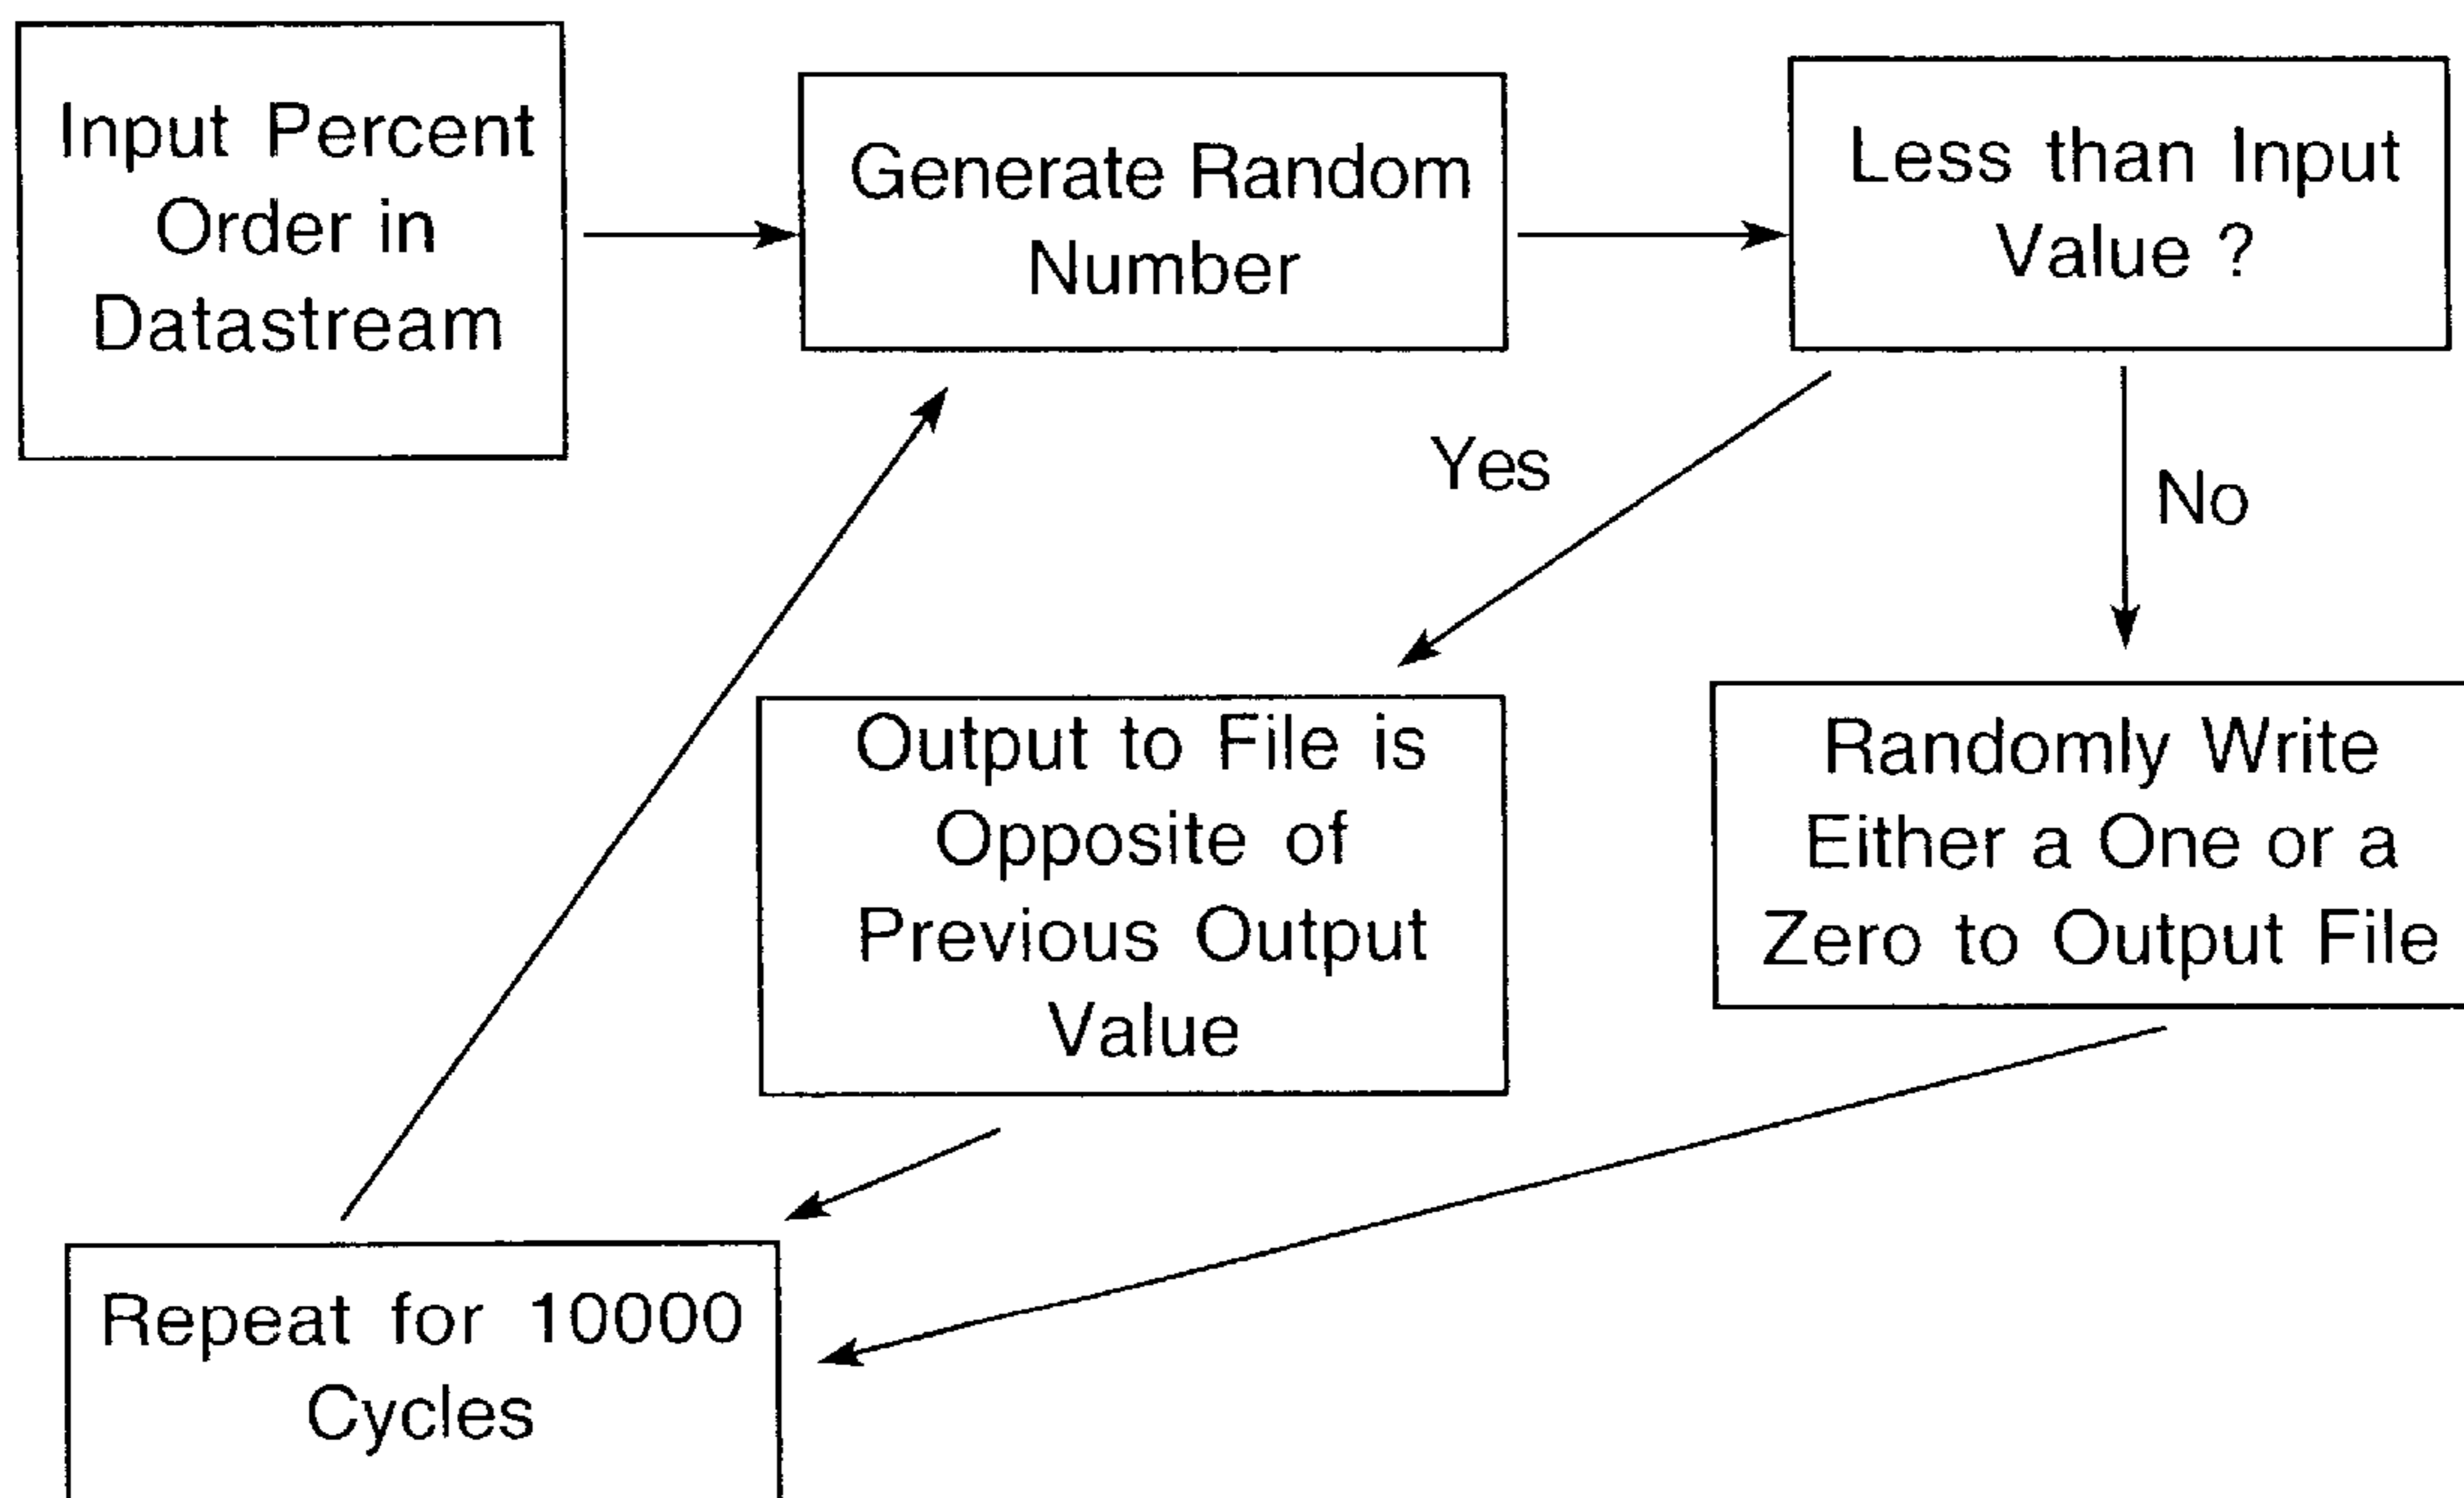 Input Percent
Order in
Datastream
Generate Random
Number
Less than Input
Value ?
Yes
No
Output to File is
Opposite of
Previous Output
Value
Randomly Write
Either a One or a
Zero to Output File
Repeat for 10000
Cycles